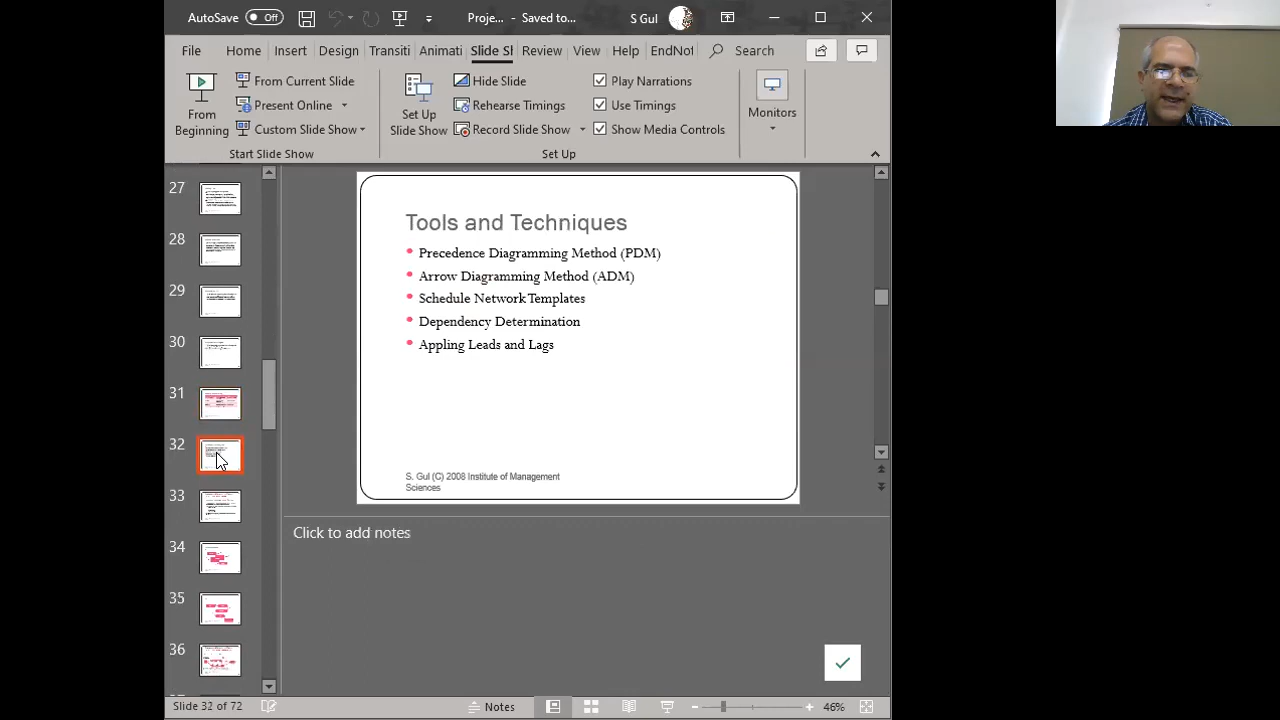 AutoSave Off Proje... - Saved to... S Gul
File Home Insert Design Transiti Animati Slide Sl Review View Help EndNot Search
From Beginning
From Current Slide
Present Online
Custom Slide Show
Start Slide Show
Set Up Slide Show
Hide Slide
Rehearse Timings
Record Slide Show
Play Narrations
Use Timings
Show Media Controls
Set Up
Monitors
27
28
29
30
31
32
33
34
35
36
Tools and Techniques
• Precedence Diagramming Method (PDM)
• Arrow Diagramming Method (ADM)
• Schedule Network Templates
• Dependency Determination
• Appling Leads and Lags
S. Gul (C) 2008 Institute of Management
Sciences
Click to add notes
Slide 32 of 72 Notes 46%